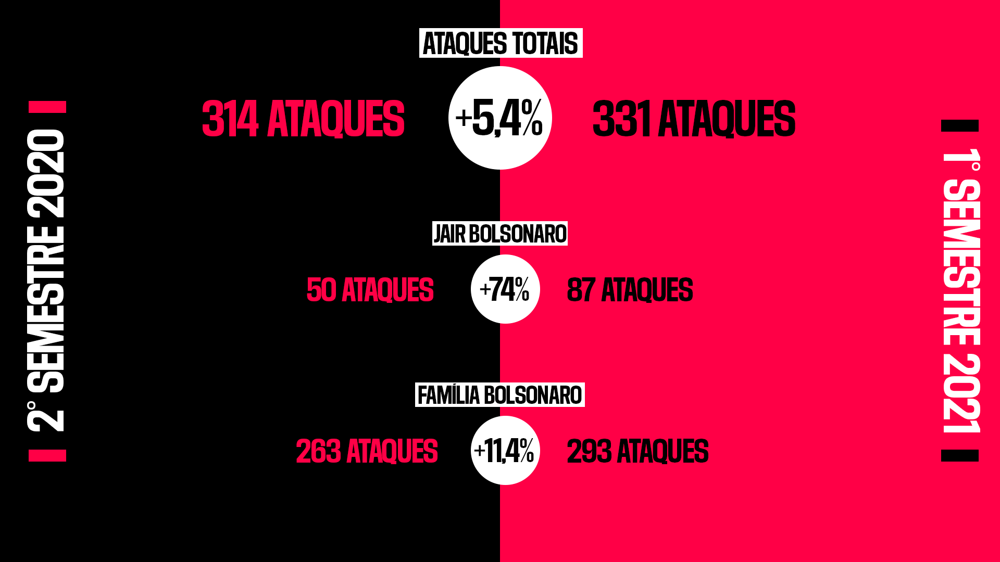 ATAQUES TOTAIS
314 ATAQUES
+5,4%
331 ATAQUES
JAIR BOLSONARO
50 ATAQUES
+74%
87 ATAQUES
FAMÍLIA BOLSONARO
263 ATAQUES
+11,4%
293 ATAQUES
2° SEMESTRE 2020
1° SEMESTRE 2021